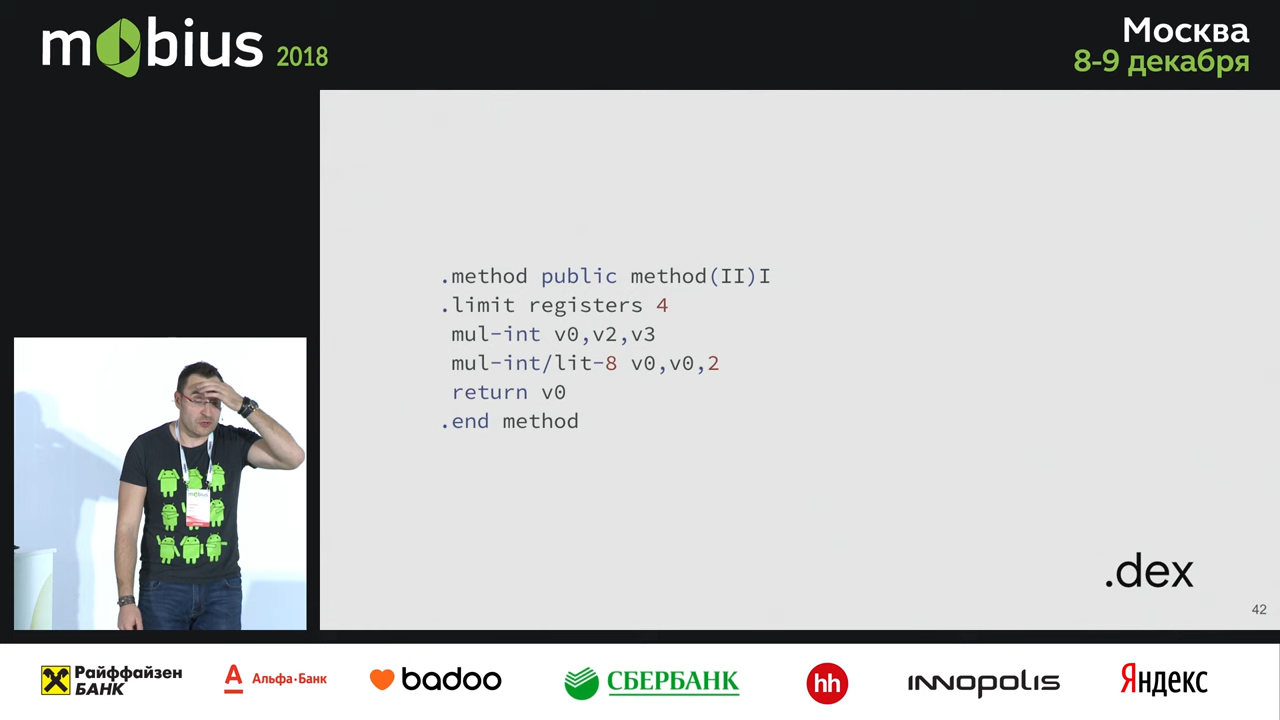 mobius 2018
Москва
8-9 декабря
.method public method(II)I
.limit registers 4
mul-int v0,v2,v3
mul-int/lit-8 v0,v0,2
return v0
.end method
.dex
42
mobius
Райффайзен
БАНК
Альфа·Банк
badoo
СБЕРБАНК
hh
INNOPOLIS
Яндекс